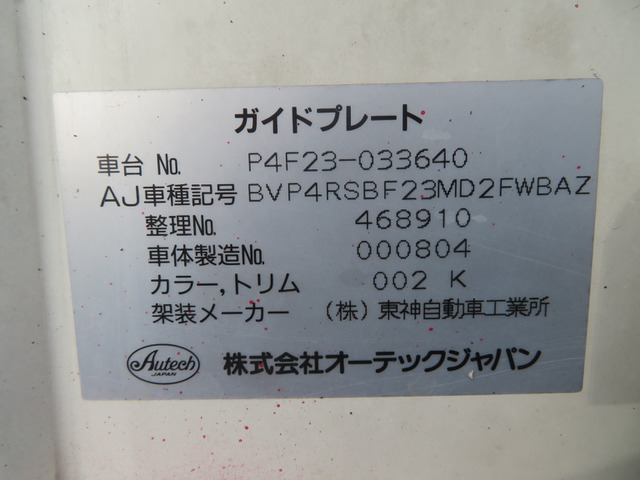 ガイドプレート
車台 No. P4F23-033640
AJ車種記号 BVP4RSBF23MD2FWBAZ
整理No. 468910
車体製造No. 000804
カラー,トリム 002 K
架装メーカー (株) 東神自動車工業所
Autech JAPAN 株式会社オーテックジャパン